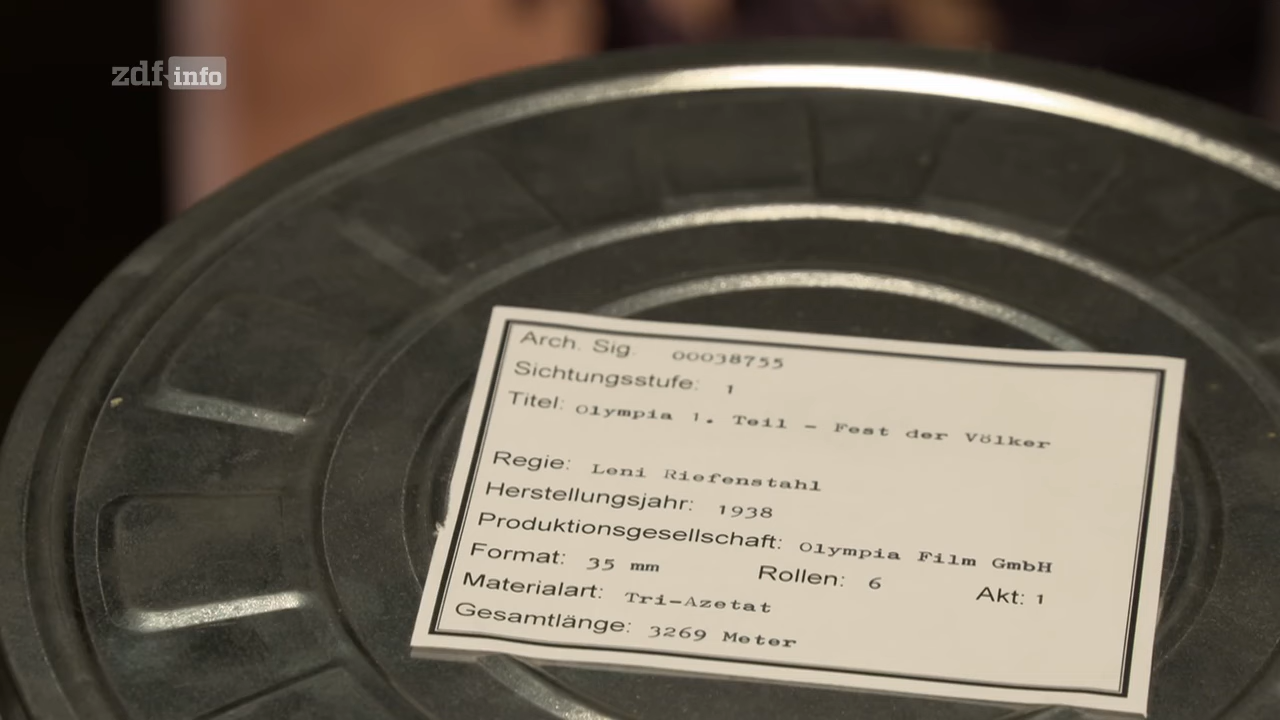 zdf info
Arch. Sig. 00038755
Sichtungsstufe: 1
Titel: Olympia 1. Teil - Fest der Völker
Regie: Leni Riefenstahl
Herstellungsjahr: 1938
Produktionsgesellschaft: Olympia Film GmbH
Format: 35 mm Rollen: 6 Akt: 1
Materialart: Tri-Azetat
Gesamtlänge: 3269 Meter